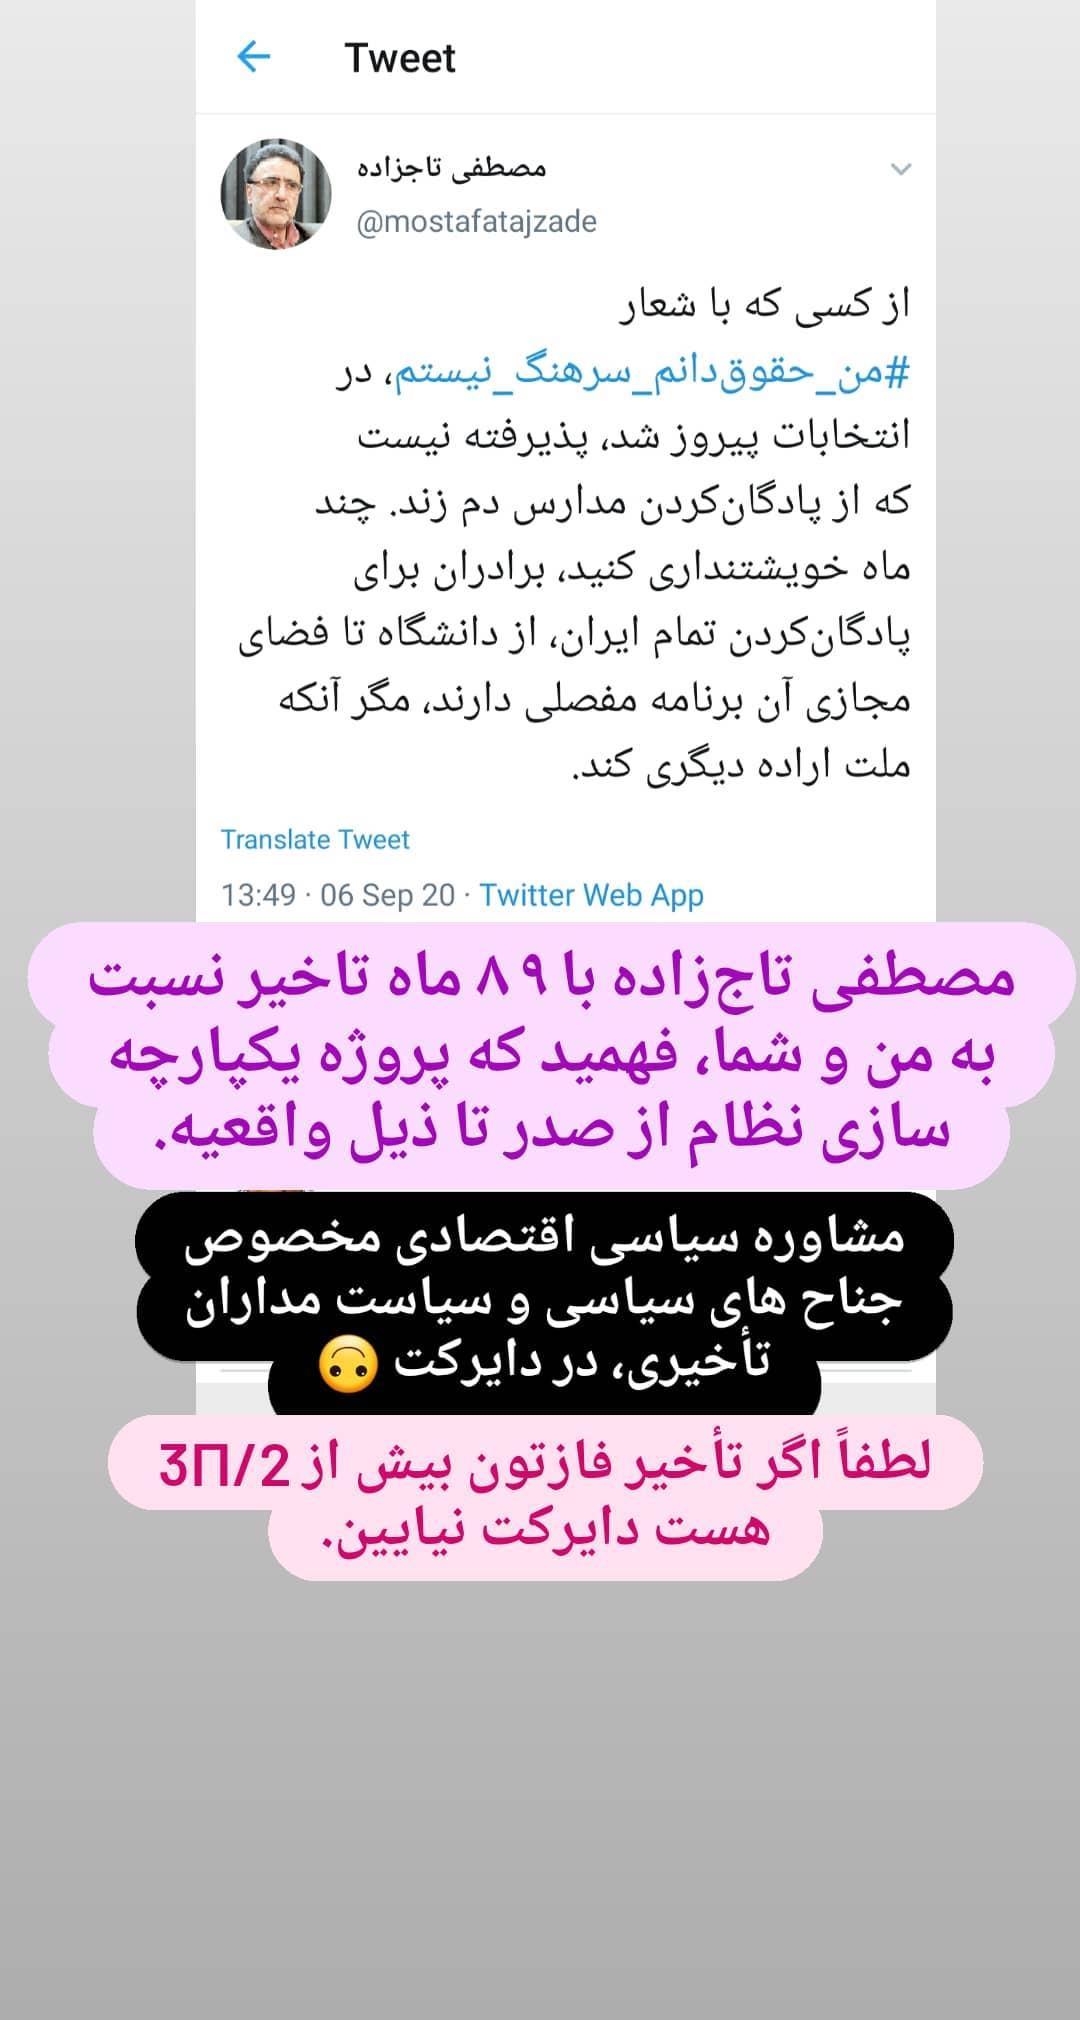 Tweet
مصطفی تاجزاده
@mostafatajzade
از کسی که با شعار
#من_حقوق‌دانم_سرهنگ_نیستم، در
انتخابات پیروز شد، پذیرفته نیست
که از پادگان‌کردن مدارس دم زند. چند
ماه خویشتنداری کنید، برادران برای
پادگان‌کردن تمام ایران، از دانشگاه تا فضای
مجازی آن برنامه مفصلی دارند، مگر آنکه
ملت اراده دیگری کند.
Translate Tweet
13:49 · 06 Sep 20 · Twitter Web App
مصطفی تاج‌زاده با ۸۹ ماه تاخیر نسبت
به من و شما، فهمید که پروژه یکپارچه
سازی نظام از صدر تا ذیل واقعیه.
مشاوره سیاسی اقتصادی مخصوص
جناح های سیاسی و سیاست مداران
تأخیری، در دایرکت 🙃
لطفاً اگر تأخیر فازتون بیش از 3Π/2
هست دایرکت نیایین.